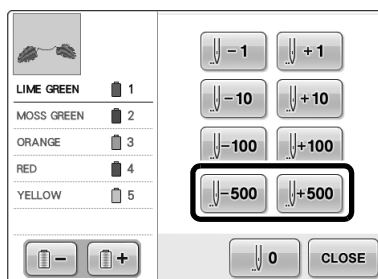 LIME GREEN 1
MOSS GREEN 2
ORANGE 3
RED 4
YELLOW 5
− +
−1 +1
−10 +10
−100 +100
−500 +500
0 CLOSE